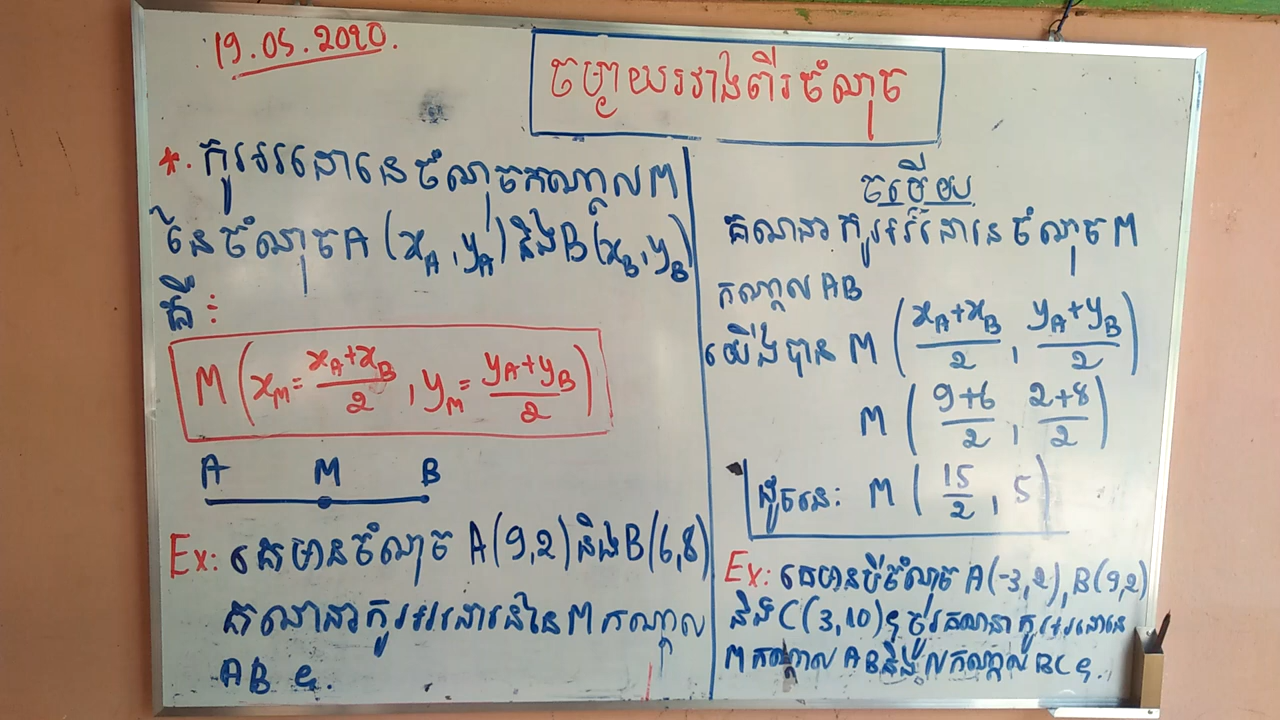 19.05.2020.
ចម្ងាយរវាងពីរចំណុច
*. កូអរដោនេចំណុចកណ្តាល M
នៃចំណុច A (xA , yA) និង B(xB , yB)
គឺ :
M ( xM = (xA+xB)/2 , yM = (yA+yB)/2 )
A M B
Ex: គេមានចំណុច A(9,2) និង B(6,8)
គណនាកូអរដោនេនៃ M កណ្តាល
AB ។
ចម្លើយ
គណនាកូអរដោនេចំណុច M
កណ្តាល AB
យើងបាន M ( (xA+xB)/2 , (yA+yB)/2 )
M ( (9+6)/2 , (2+8)/2 )
ដូចនេះ M ( 15/2 , 5 )
Ex: គេមានបីចំណុច A(-3,2), B(9,2)
និង C(3,10) ។ ចូរគណនាកូអរដោនេ
M កណ្តាល AB និង L កណ្តាល BC ។